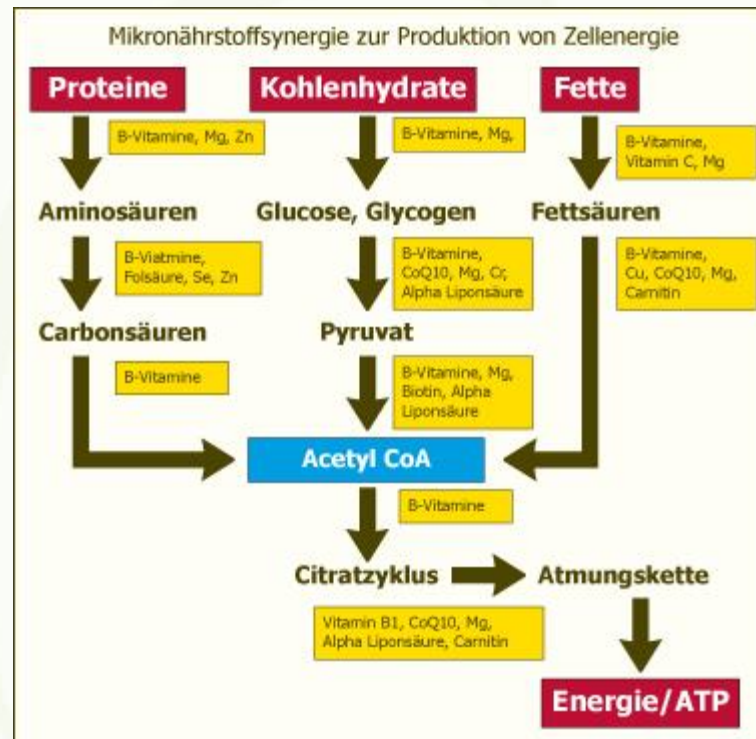 Mikronährstoffsynergie zur Produktion von Zellenergie
Proteine
Kohlenhydrate
Fette
B-Vitamine, Mg, Zn
B-Vitamine, Mg,
B-Vitamine,
Vitamin C, Mg
Aminosäuren
Glucose, Glycogen
Fettsäuren
B-Viatmine,
Folsäure, Se, Zn
B-Vitamine,
CoQ10, Mg, Cr,
Alpha Liponsäure
B-Vitamine,
Cu, CoQ10, Mg,
Carnitin
Carbonsäuren
Pyruvat
B-Vitamine
B-Vitamine, Mg,
Biotin, Alpha
Liponsäure
Acetyl CoA
B-Vitamine
Citratzyklus
Atmungskette
Vitamin B1, CoQ10, Mg,
Alpha Liponsäure, Carnitin
Energie/ATP